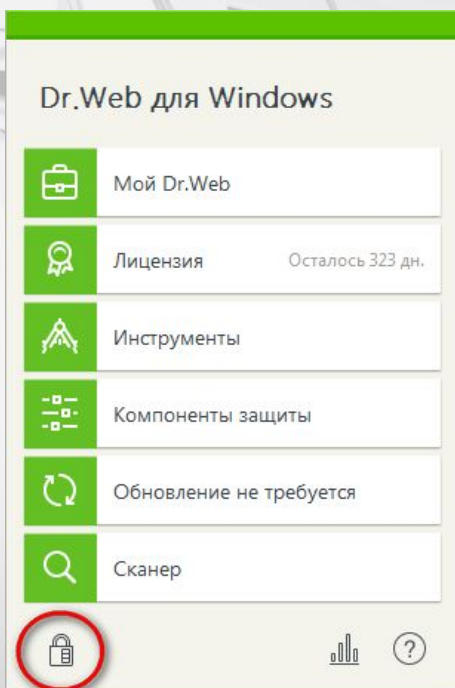 Dr.Web для Windows
Мой Dr.Web
Лицензия Осталось 323 дн.
Инструменты
Компоненты защиты
Обновление не требуется
Сканер
?